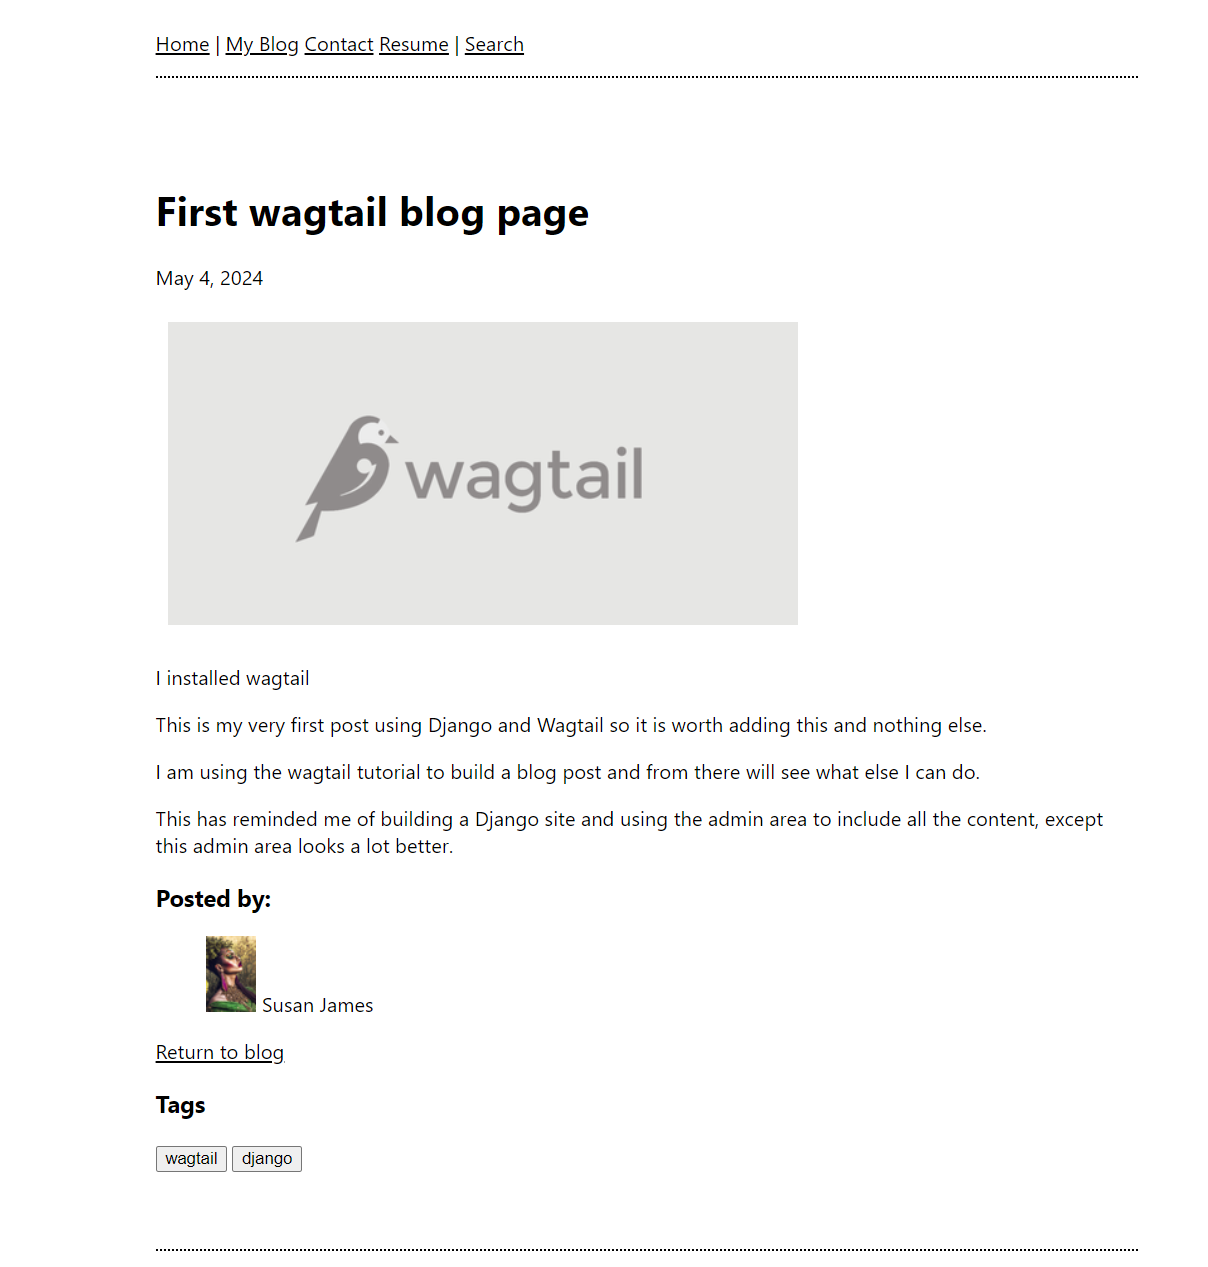 Home | My Blog Contact Resume | Search
First wagtail blog page
May 4, 2024
wagtail
I installed wagtail
This is my very first post using Django and Wagtail so it is worth adding this and nothing else.
I am using the wagtail tutorial to build a blog post and from there will see what else I can do.
This has reminded me of building a Django site and using the admin area to include all the content, except
this admin area looks a lot better.
Posted by:
Susan James
Return to blog
Tags
wagtail django